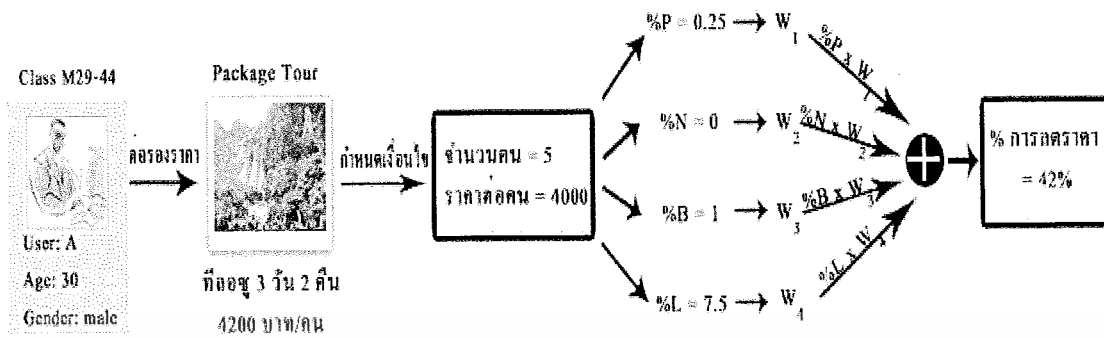 Class M29-44
User: A
Age: 30
Gender: male
ต่อรองราคา
Package Tour
ทีลอซู 3 วัน 2 คืน
4200 บาท/คน
กำหนดเงื่อนไข
จำนวนคน = 5
ราคาต่อคน = 4000
%P = 0.25 → W1
%P x W1
%N = 0 → W2
%N x W2
%B = 1 → W3
%B x W3
%L = 7.5 → W4
%L x W4
% การลดราคา
= 42%